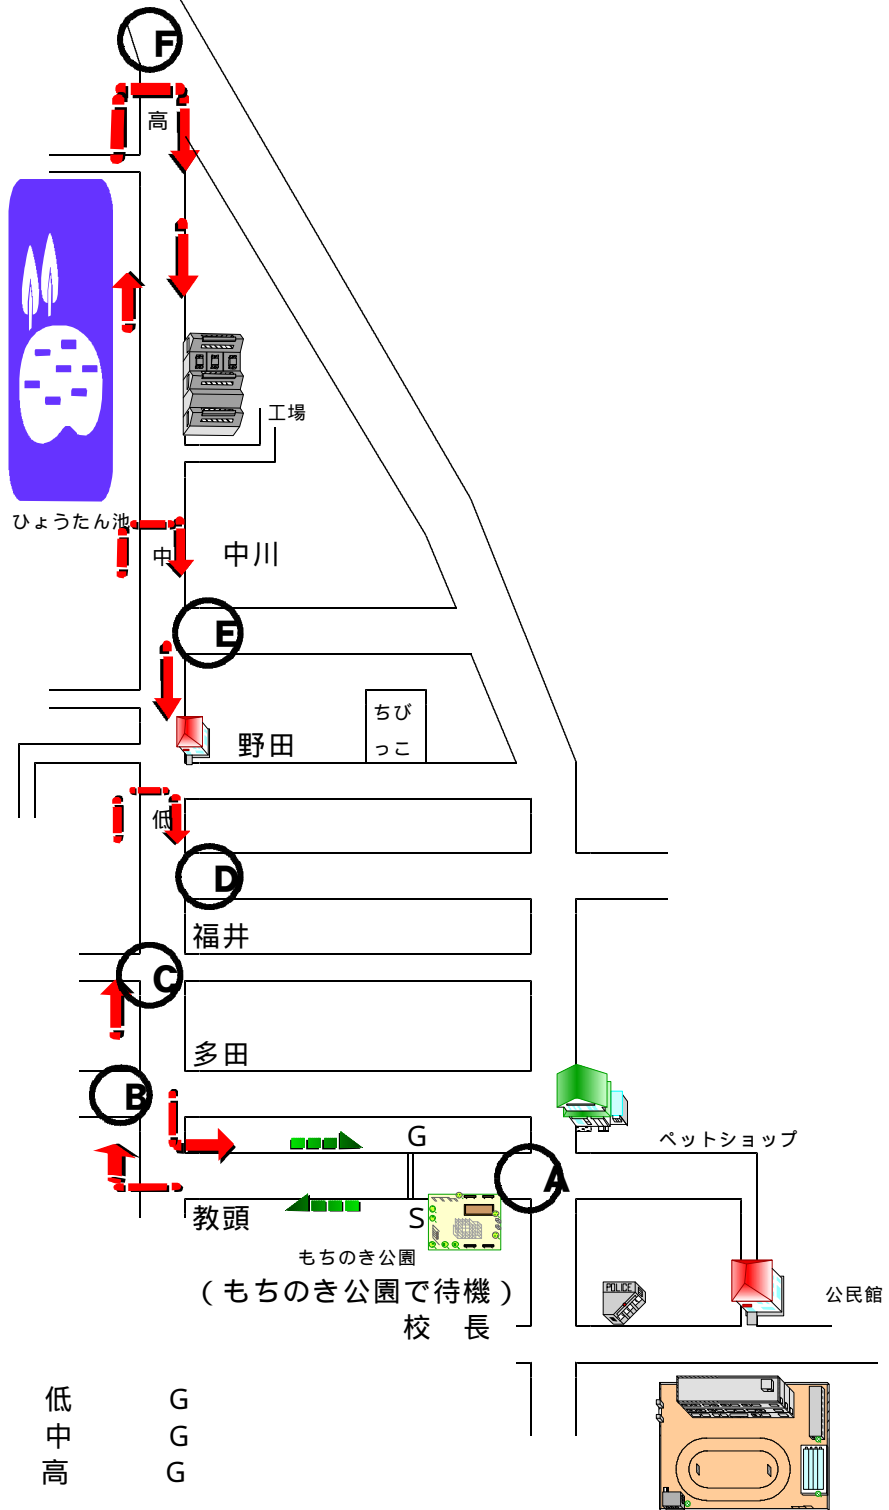 F
高
工場
ひょうたん池
中
中川
E
ちび
っこ
野田
低
D
福井
C
多田
B
G
ペットショップ
A
教頭
S
もちのき公園
(もちのき公園で待機)
校 長
POLICE
公民館
低 G
中 G
高 G